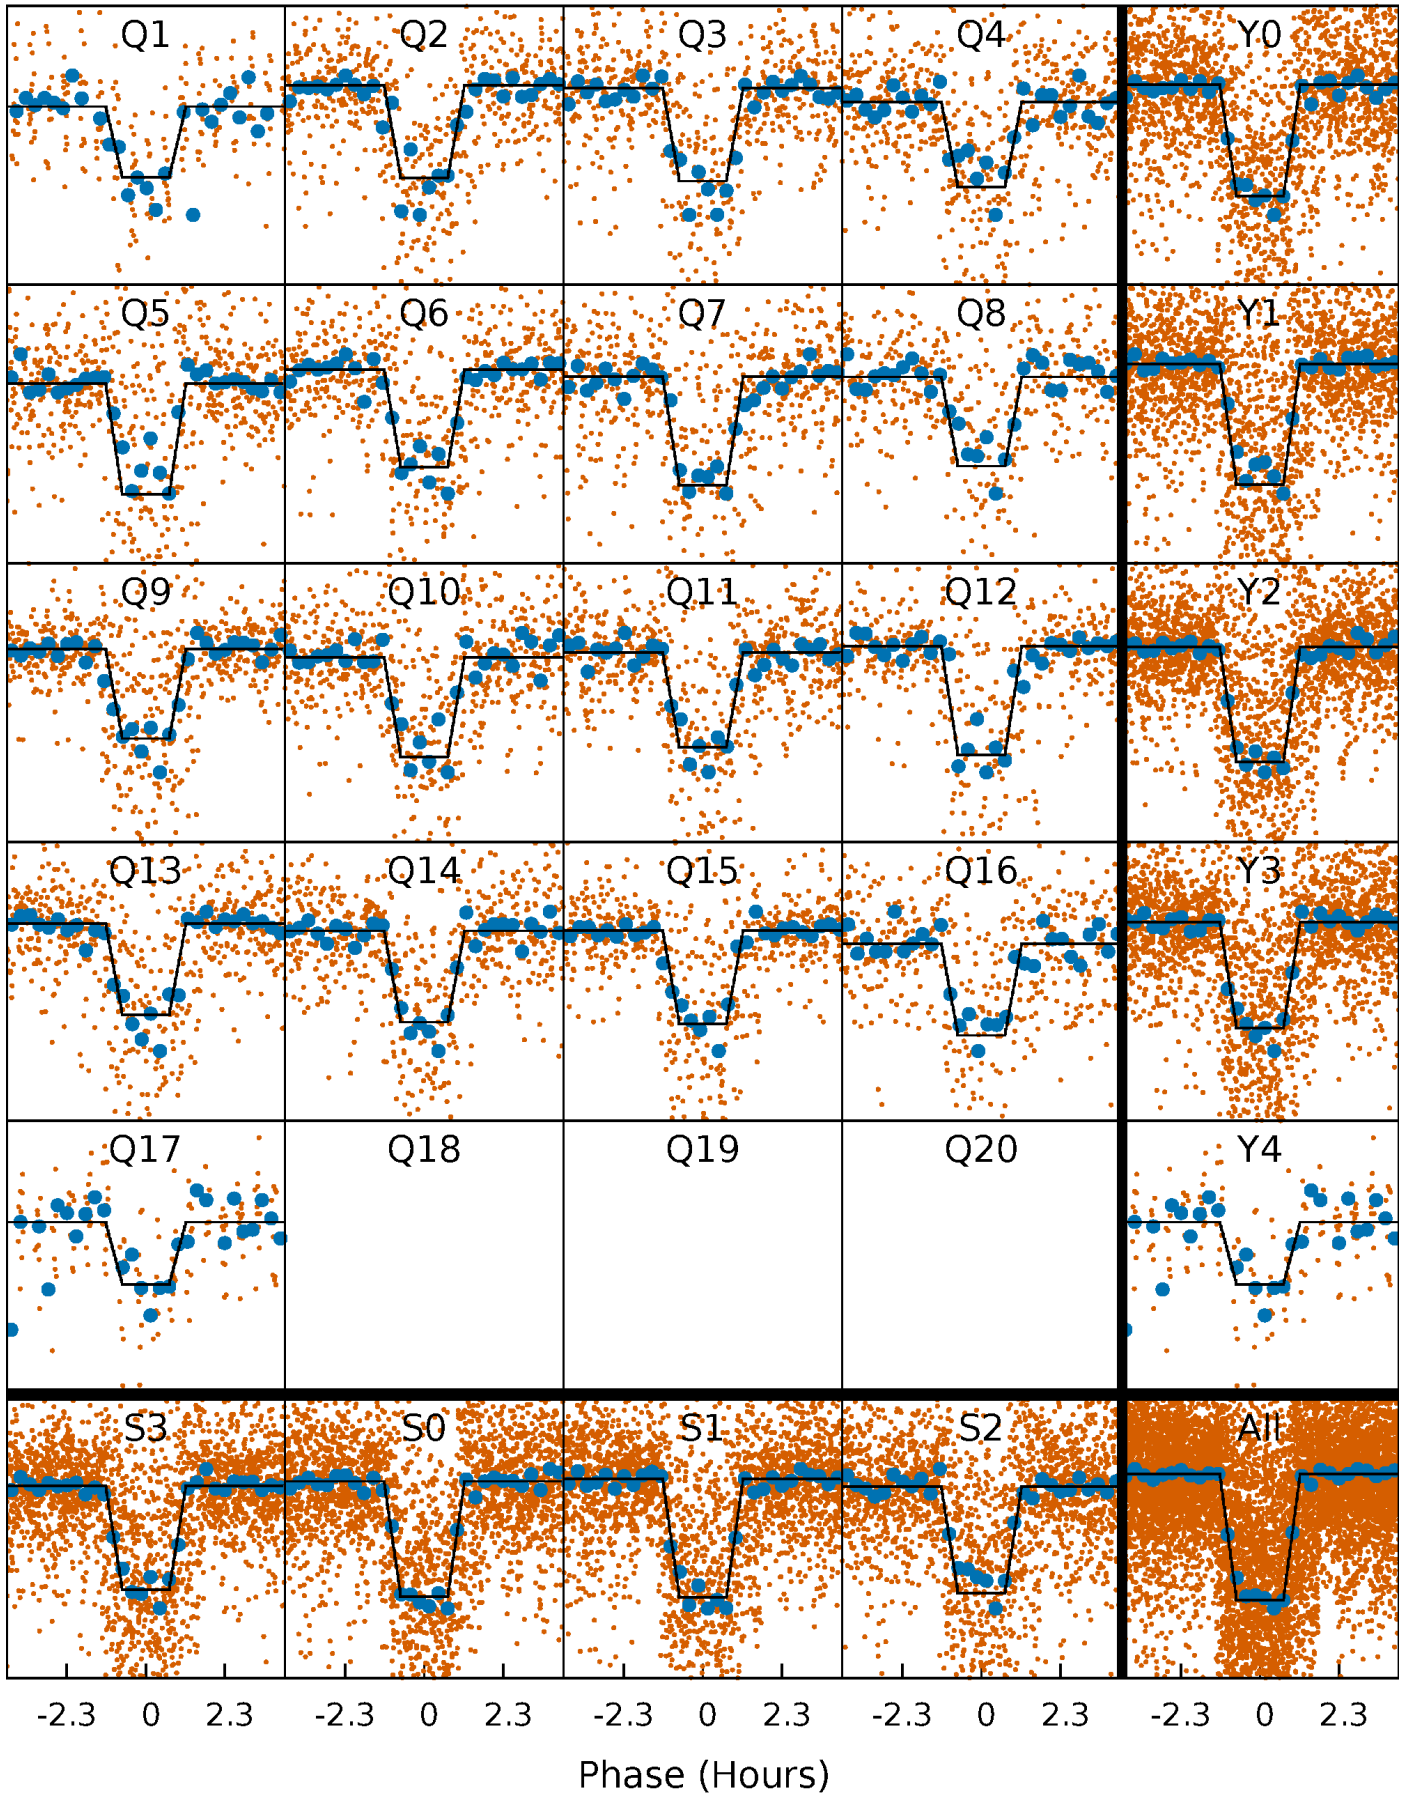 Q1 Q2 Q3 Q4 Y0
Q5 Q6 Q7 Q8 Y1
Q9 Q10 Q11 Q12 Y2
Q13 Q14 Q15 Q16 Y3
Q17 Q18 Q19 Q20 Y4
S3 S0 S1 S2 All
-2.3 0 2.3 -2.3 0 2.3 -2.3 0 2.3 -2.3 0 2.3 -2.3 0 2.3
Phase (Hours)